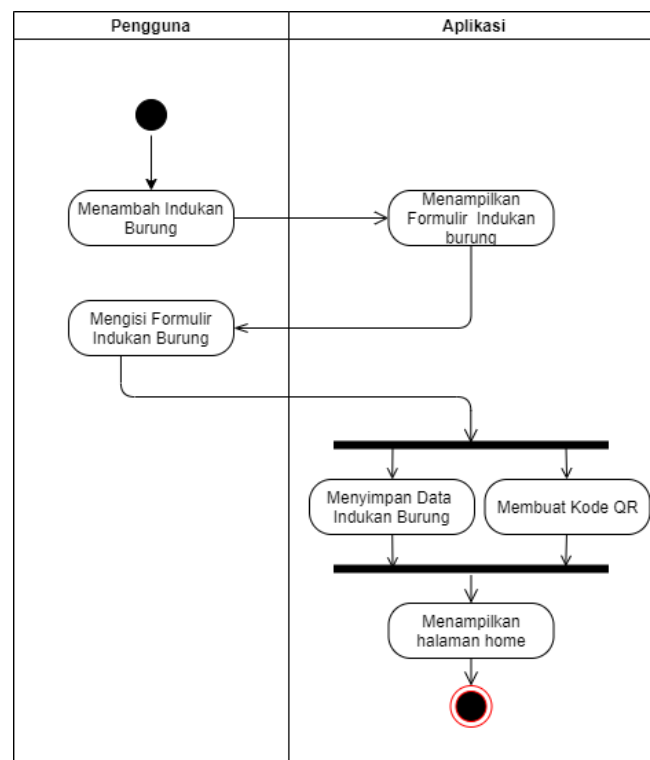 Pengguna
Aplikasi
Menambah Indukan
Burung
Menampilkan
Formulir Indukan
burung
Mengisi Formulir
Indukan Burung
Menyimpan Data
Indukan Burung
Membuat Kode QR
Menampilkan
halaman home